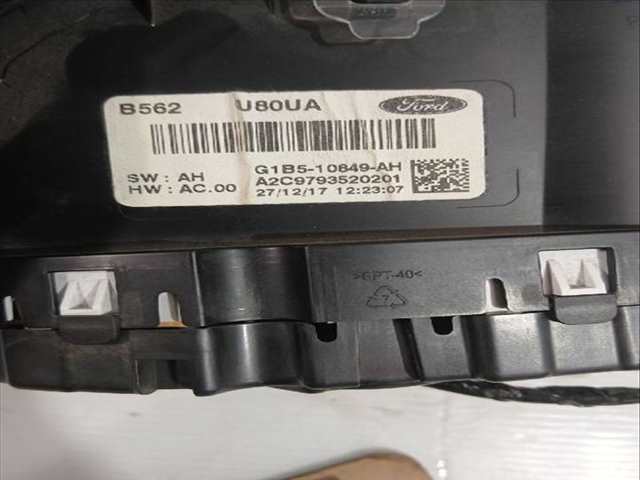 B562 U80UA Ford
G1B5-10849-AH
SW : AH A2C9793520201
HW : AC.00 27/12/17 12:23:07
>GPT-40<
7